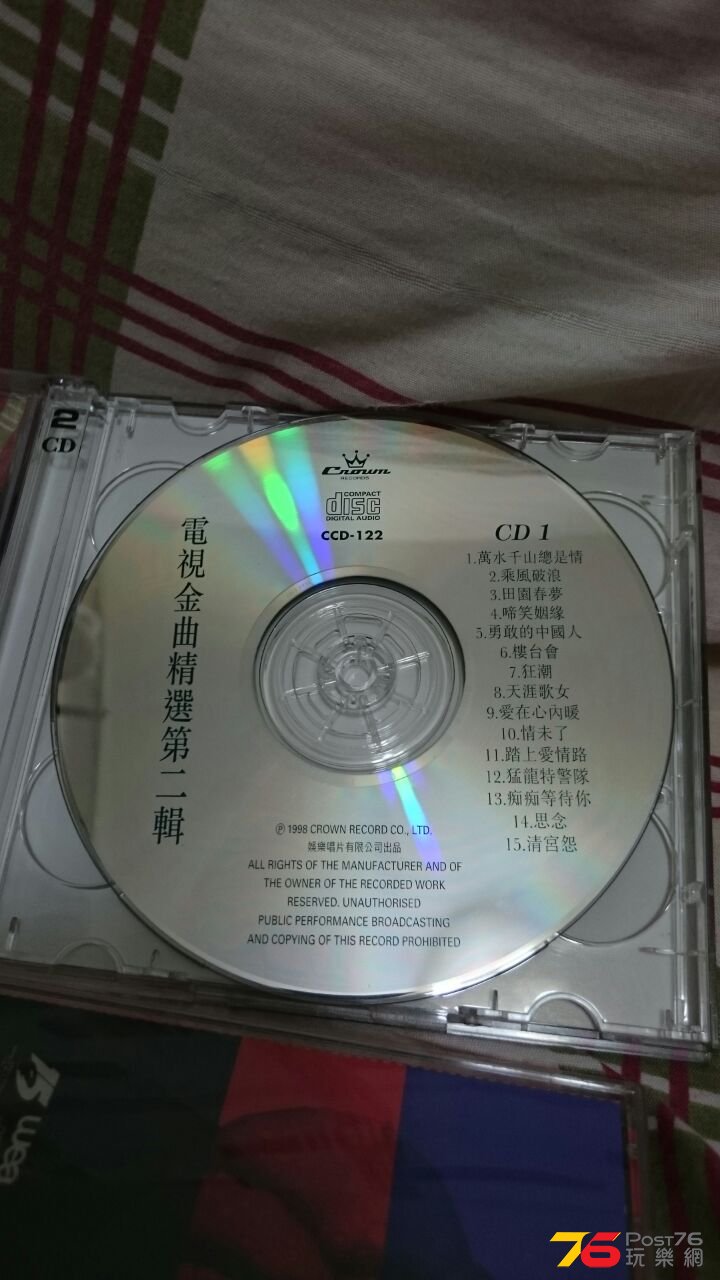 2
CD
Crown
RECORDS
COMPACT
disc
DIGITAL AUDIO
CCD-122
電視金曲精選第二輯
CD 1
1.萬水千山總是情
2.乘風破浪
3.田園春夢
4.啼笑姻緣
5.勇敢的中國人
6.樓台會
7.狂潮
8.天涯歌女
9.愛在心內暖
10.情未了
11.踏上愛情路
12.猛龍特警隊
13.痴痴等待你
14.思念
15.清宮怨
℗ 1998 CROWN RECORD CO., LTD.
娛樂唱片有限公司出品
ALL RIGHTS OF THE MANUFACTURER AND OF
THE OWNER OF THE RECORDED WORK
RESERVED. UNAUTHORISED
PUBLIC PERFORMANCE BROADCASTING
AND COPYING OF THIS RECORD PROHIBITED
wea
76 POST76
玩樂網